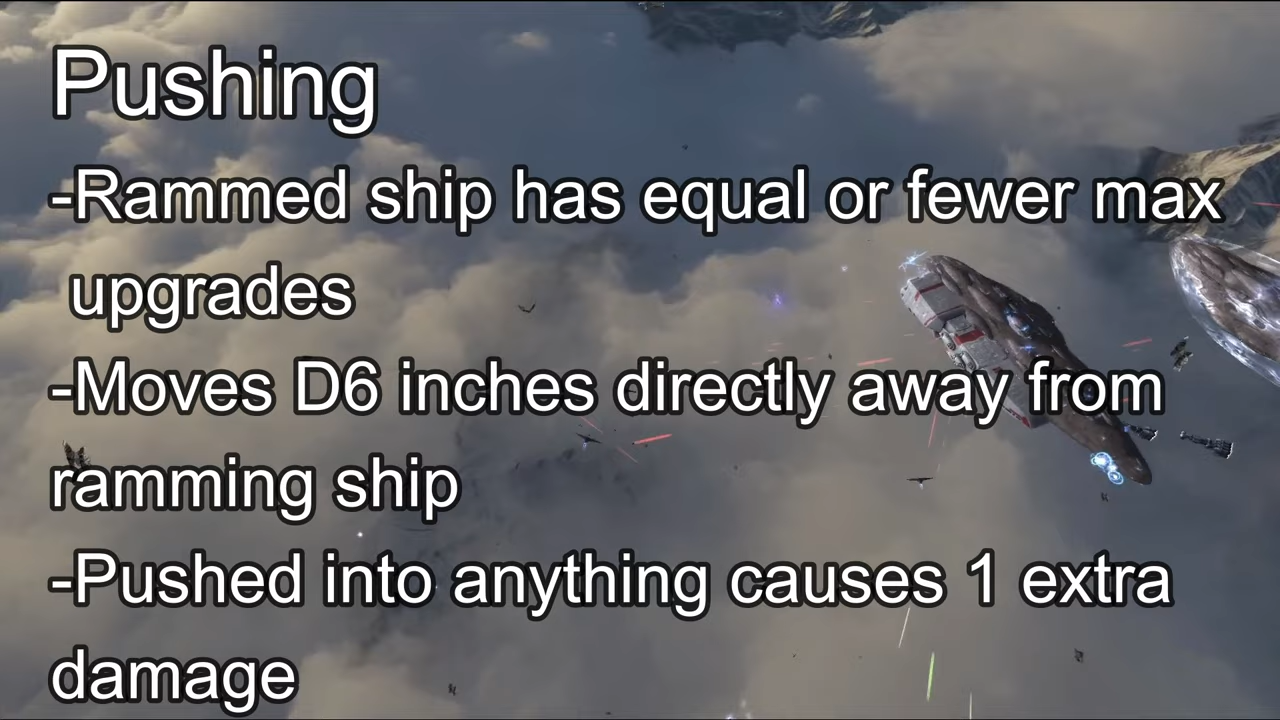 Pushing
-Rammed ship has equal or fewer max
upgrades
-Moves D6 inches directly away from
ramming ship
-Pushed into anything causes 1 extra
damage